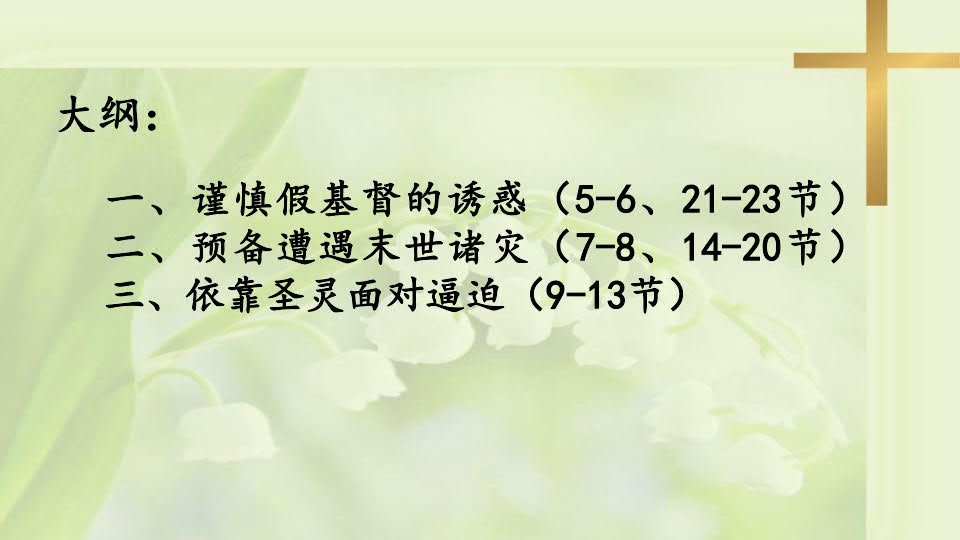 大纲：
一、谨慎假基督的诱惑（5-6、21-23节）
二、预备遭遇末世诸灾（7-8、14-20节）
三、依靠圣灵面对逼迫（9-13节）